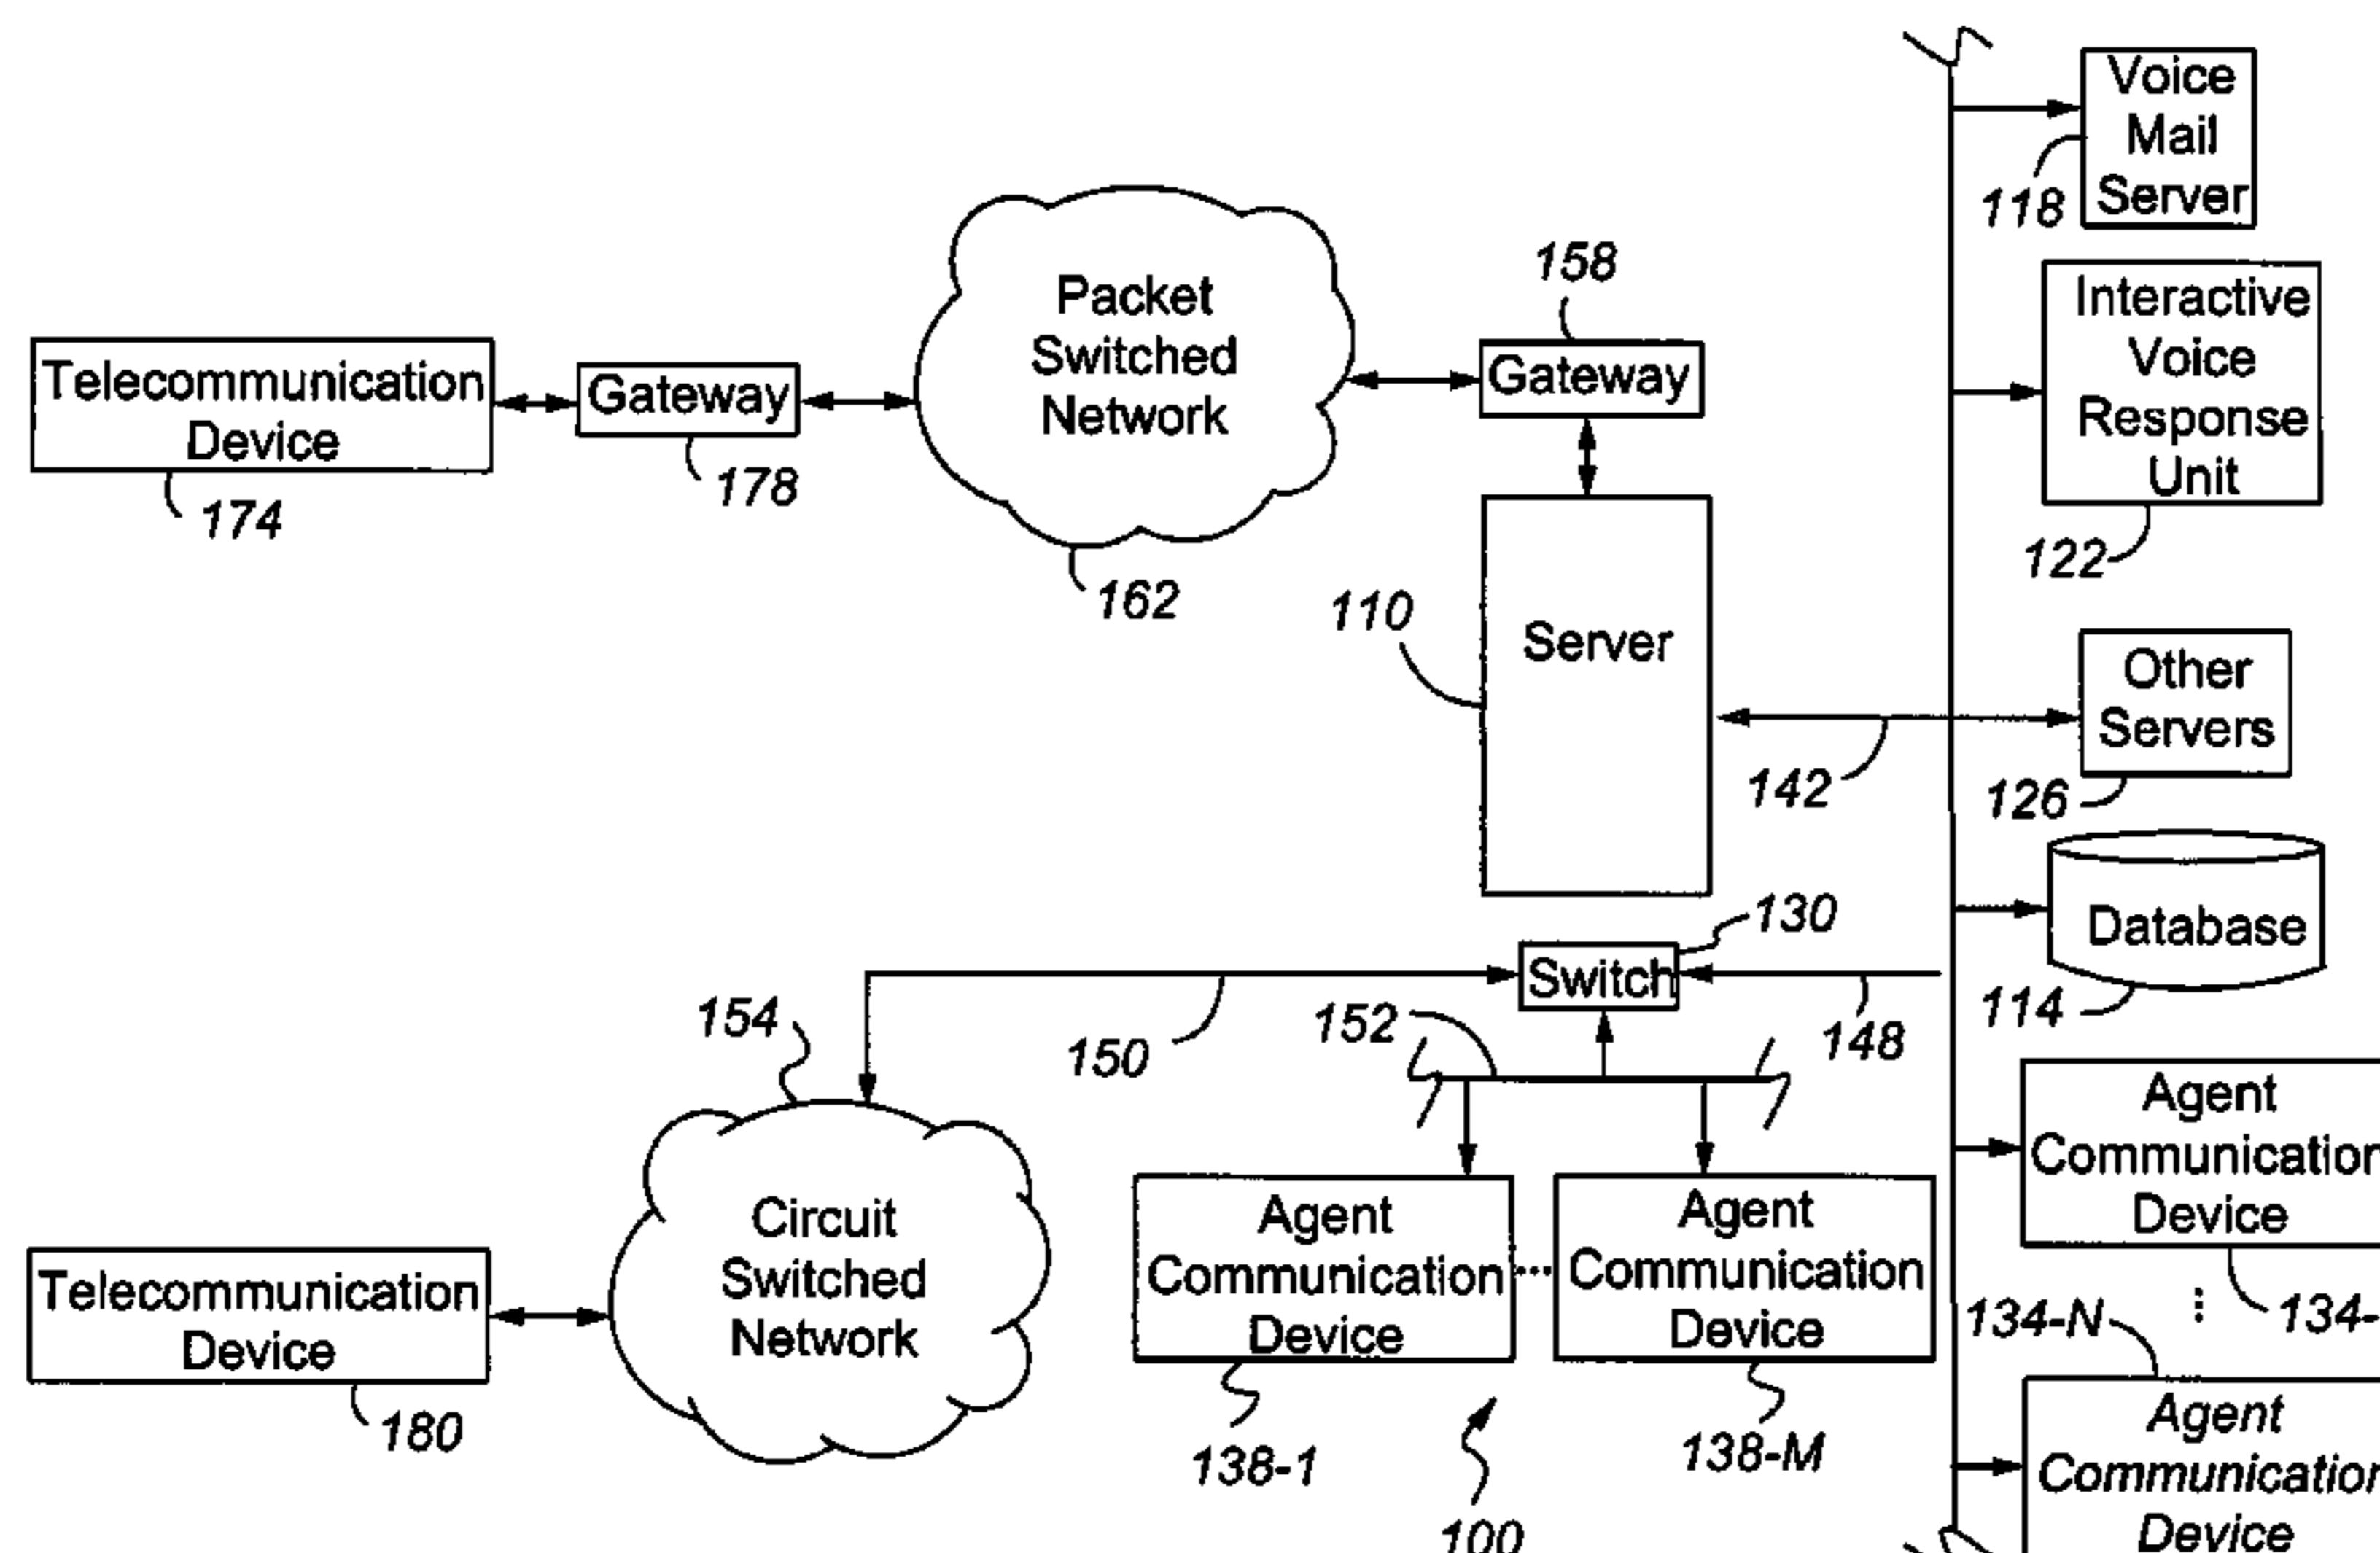 Voice
Mail
Server
118
Interactive
Voice
Response
Unit
122
158
Gateway
Packet
Switched
Network
162
Telecommunication
Device
174
Gateway
178
110
Server
142
Other
Servers
126
Database
114
130
Switch
148
150
152
154
Circuit
Switched
Network
Telecommunication
Device
180
Agent
Communication
Device
138-1
...
Agent
Communication
Device
138-M
100
Agent
Communication
Device
134-
134-N
Agent
Communication
Device